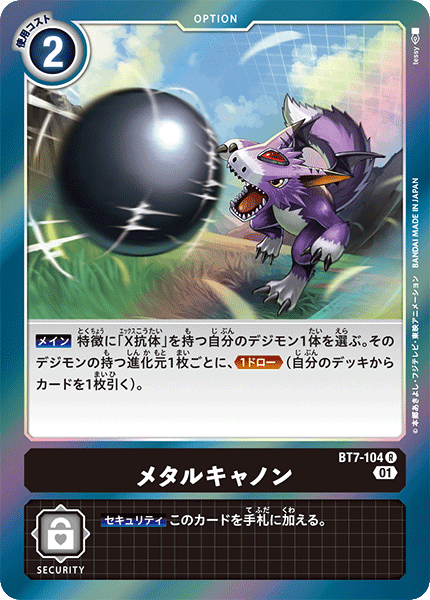 OPTION
使用コスト
2
tessy
メイン 特徴に「X抗体」を持つ自分のデジモン1体を選ぶ。その
デジモンの持つ進化元1枚ごとに、1ドロー(自分のデッキから
カードを1枚引く)。
©本郷あきよし・フジテレビ・東映アニメーション BANDAI MADE IN JAPAN
BT7-104 R
メタルキャノン
01
セキュリティ このカードを手札に加える。
SECURITY